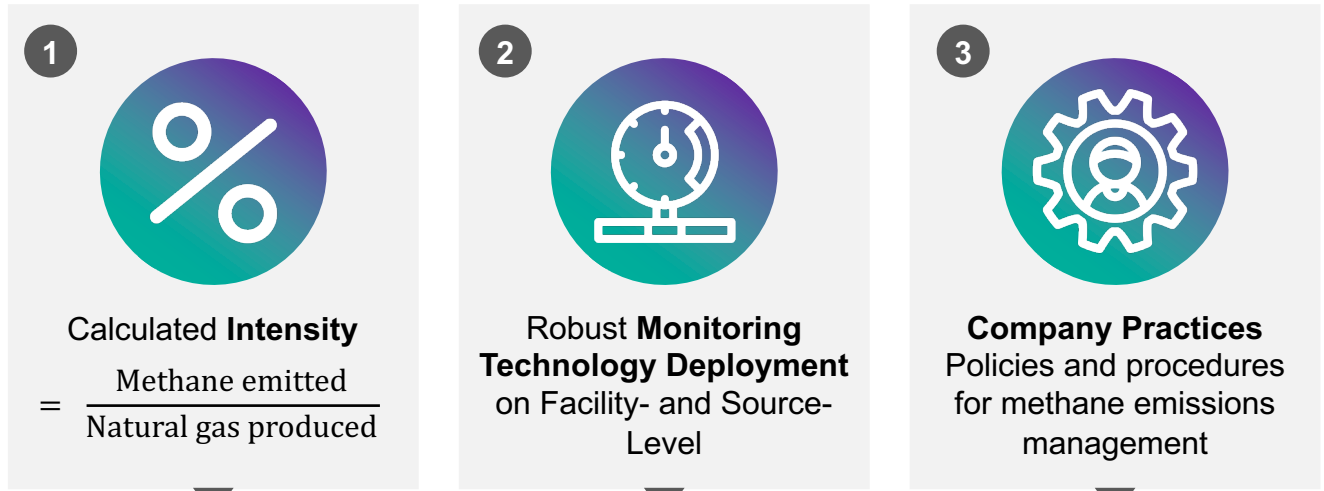 1
Calculated Intensity
= Methane emitted
Natural gas produced
2
Robust Monitoring
Technology Deployment
on Facility- and Source-
Level
3
Company Practices
Policies and procedures
for methane emissions
management